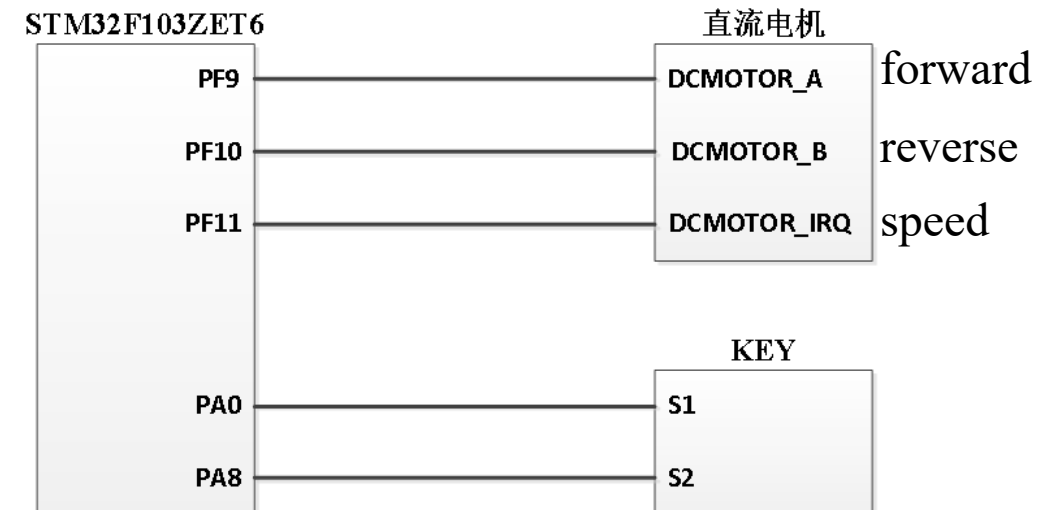 STM32F103ZET6 直流电机
PF9 DCMOTOR_A forward
PF10 DCMOTOR_B reverse
PF11 DCMOTOR_IRQ speed
KEY
PA0 S1
PA8 S2